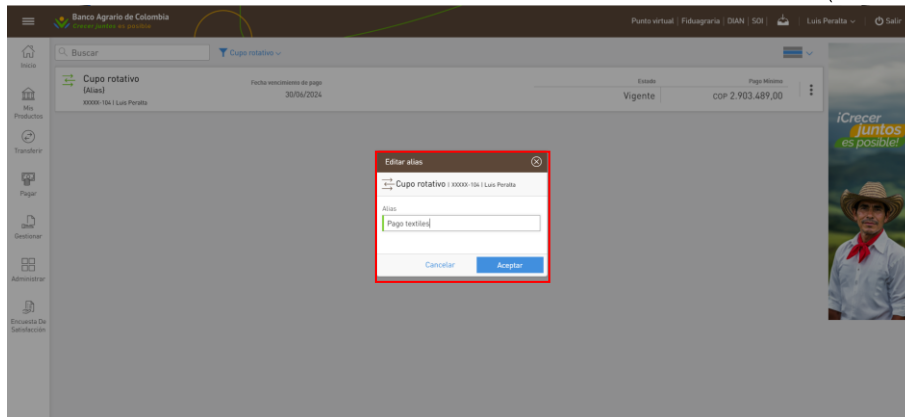 Banco Agrario de Colombia
Crecer juntos es posible
Punto virtual | Fiduagraria | DIAN | SOI |
Luis Peralta
Salir
Inicio
Mis
Productos
Transferir
Pagar
Gestionar
Administrar
Encuesta De
Satisfacción
Buscar
Cupo rotativo
Cupo rotativo
(Alias)
XXXXX-104 | Luis Peralta
Fecha vencimiento de pago
30/06/2024
Estado
Vigente
Pago Mínimo
COP 2.903.489,00
¡Crecer
juntos
es posible!
Editar alias
Cupo rotativo | XXXXX-104 | Luis Peralta
Alias
Pago textiles
Cancelar
Aceptar